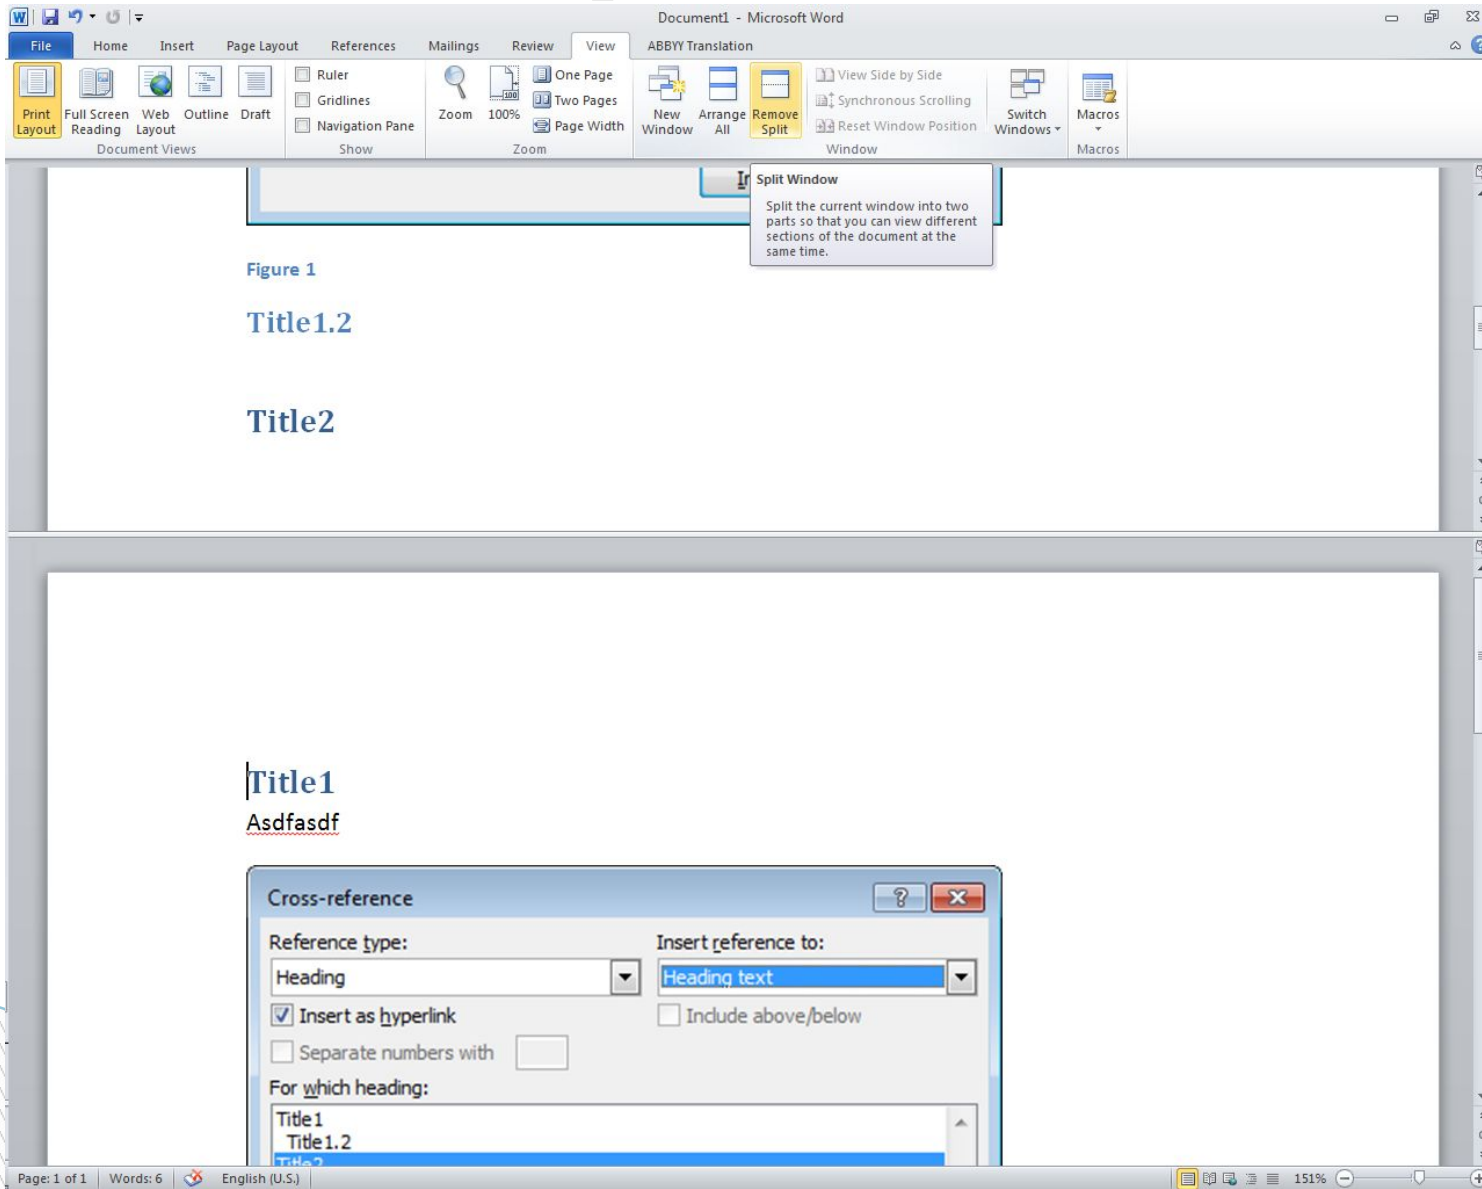 Document1 - Microsoft Word
File Home Insert Page Layout References Mailings Review View ABBYY Translation
Print Layout
Full Screen Reading
Web Layout
Outline
Draft
Document Views
Ruler
Gridlines
Navigation Pane
Show
Zoom
100%
One Page
Two Pages
Page Width
Zoom
New Window
Arrange All
Remove Split
View Side by Side
Synchronous Scrolling
Reset Window Position
Switch Windows
Window
Macros
Macros
Split Window
Split the current window into two
parts so that you can view different
sections of the document at the
same time.
Figure 1
Title1.2
Title2
Title1
Asdfasdf
Cross-reference
Reference type:
Insert reference to:
Heading
Heading text
Insert as hyperlink
Include above/below
Separate numbers with
For which heading:
Title1
Title1.2
Title2
Page: 1 of 1 Words: 6 English (U.S.) 151%